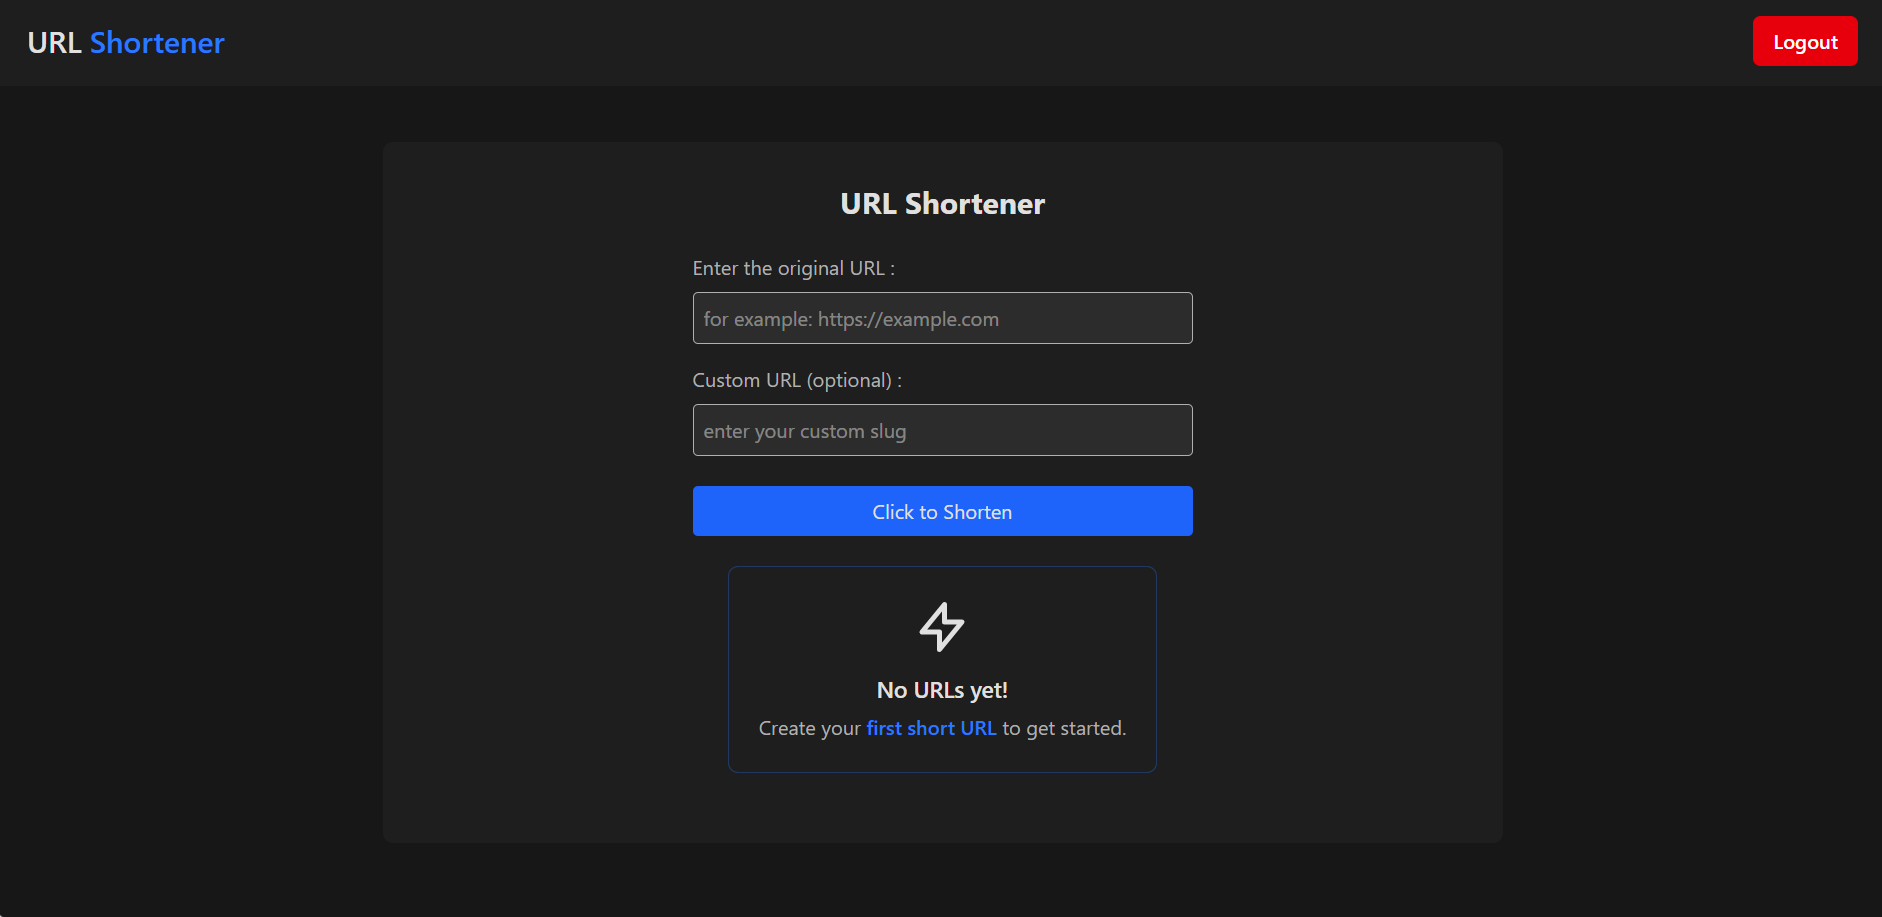 URL Shortener
Logout
URL Shortener
Enter the original URL :
for example: https://example.com
Custom URL (optional) :
enter your custom slug
Click to Shorten
No URLs yet!
Create your first short URL to get started.